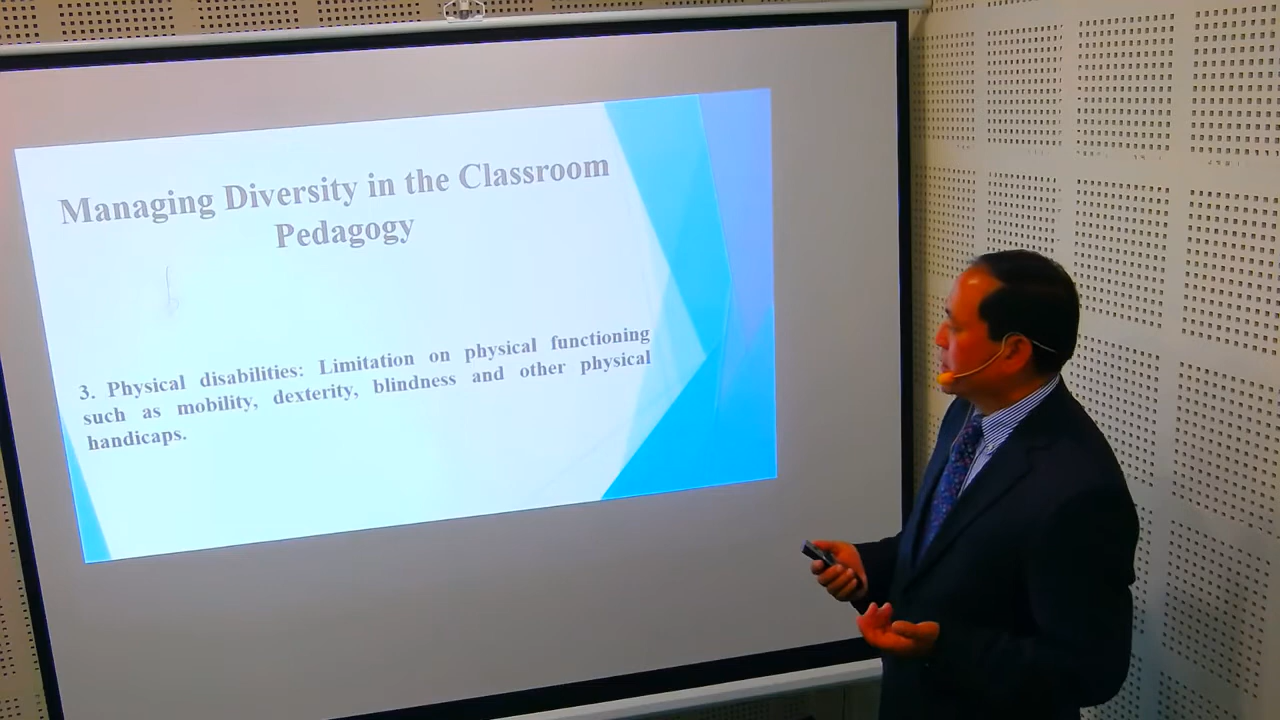 Managing Diversity in the Classroom
Pedagogy
3. Physical disabilities: Limitation on physical functioning
such as mobility, dexterity, blindness and other physical
handicaps.